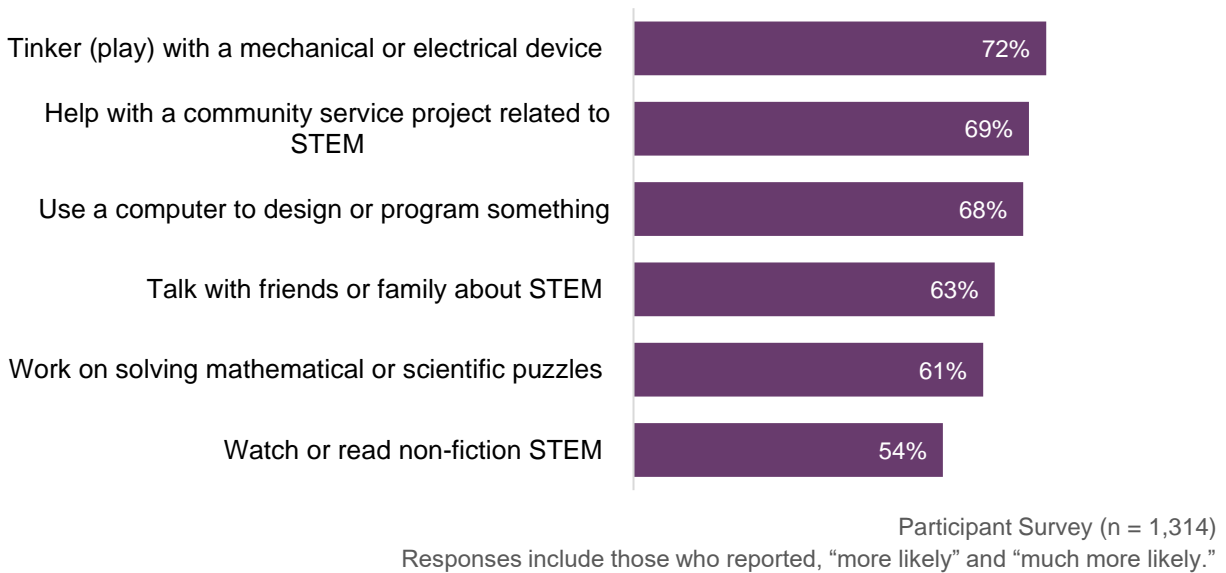 Tinker (play) with a mechanical or electrical device
72%
Help with a community service project related to
STEM
69%
Use a computer to design or program something
68%
Talk with friends or family about STEM
63%
Work on solving mathematical or scientific puzzles
61%
Watch or read non-fiction STEM
54%
Participant Survey (n = 1,314)
Responses include those who reported, “more likely” and “much more likely.”